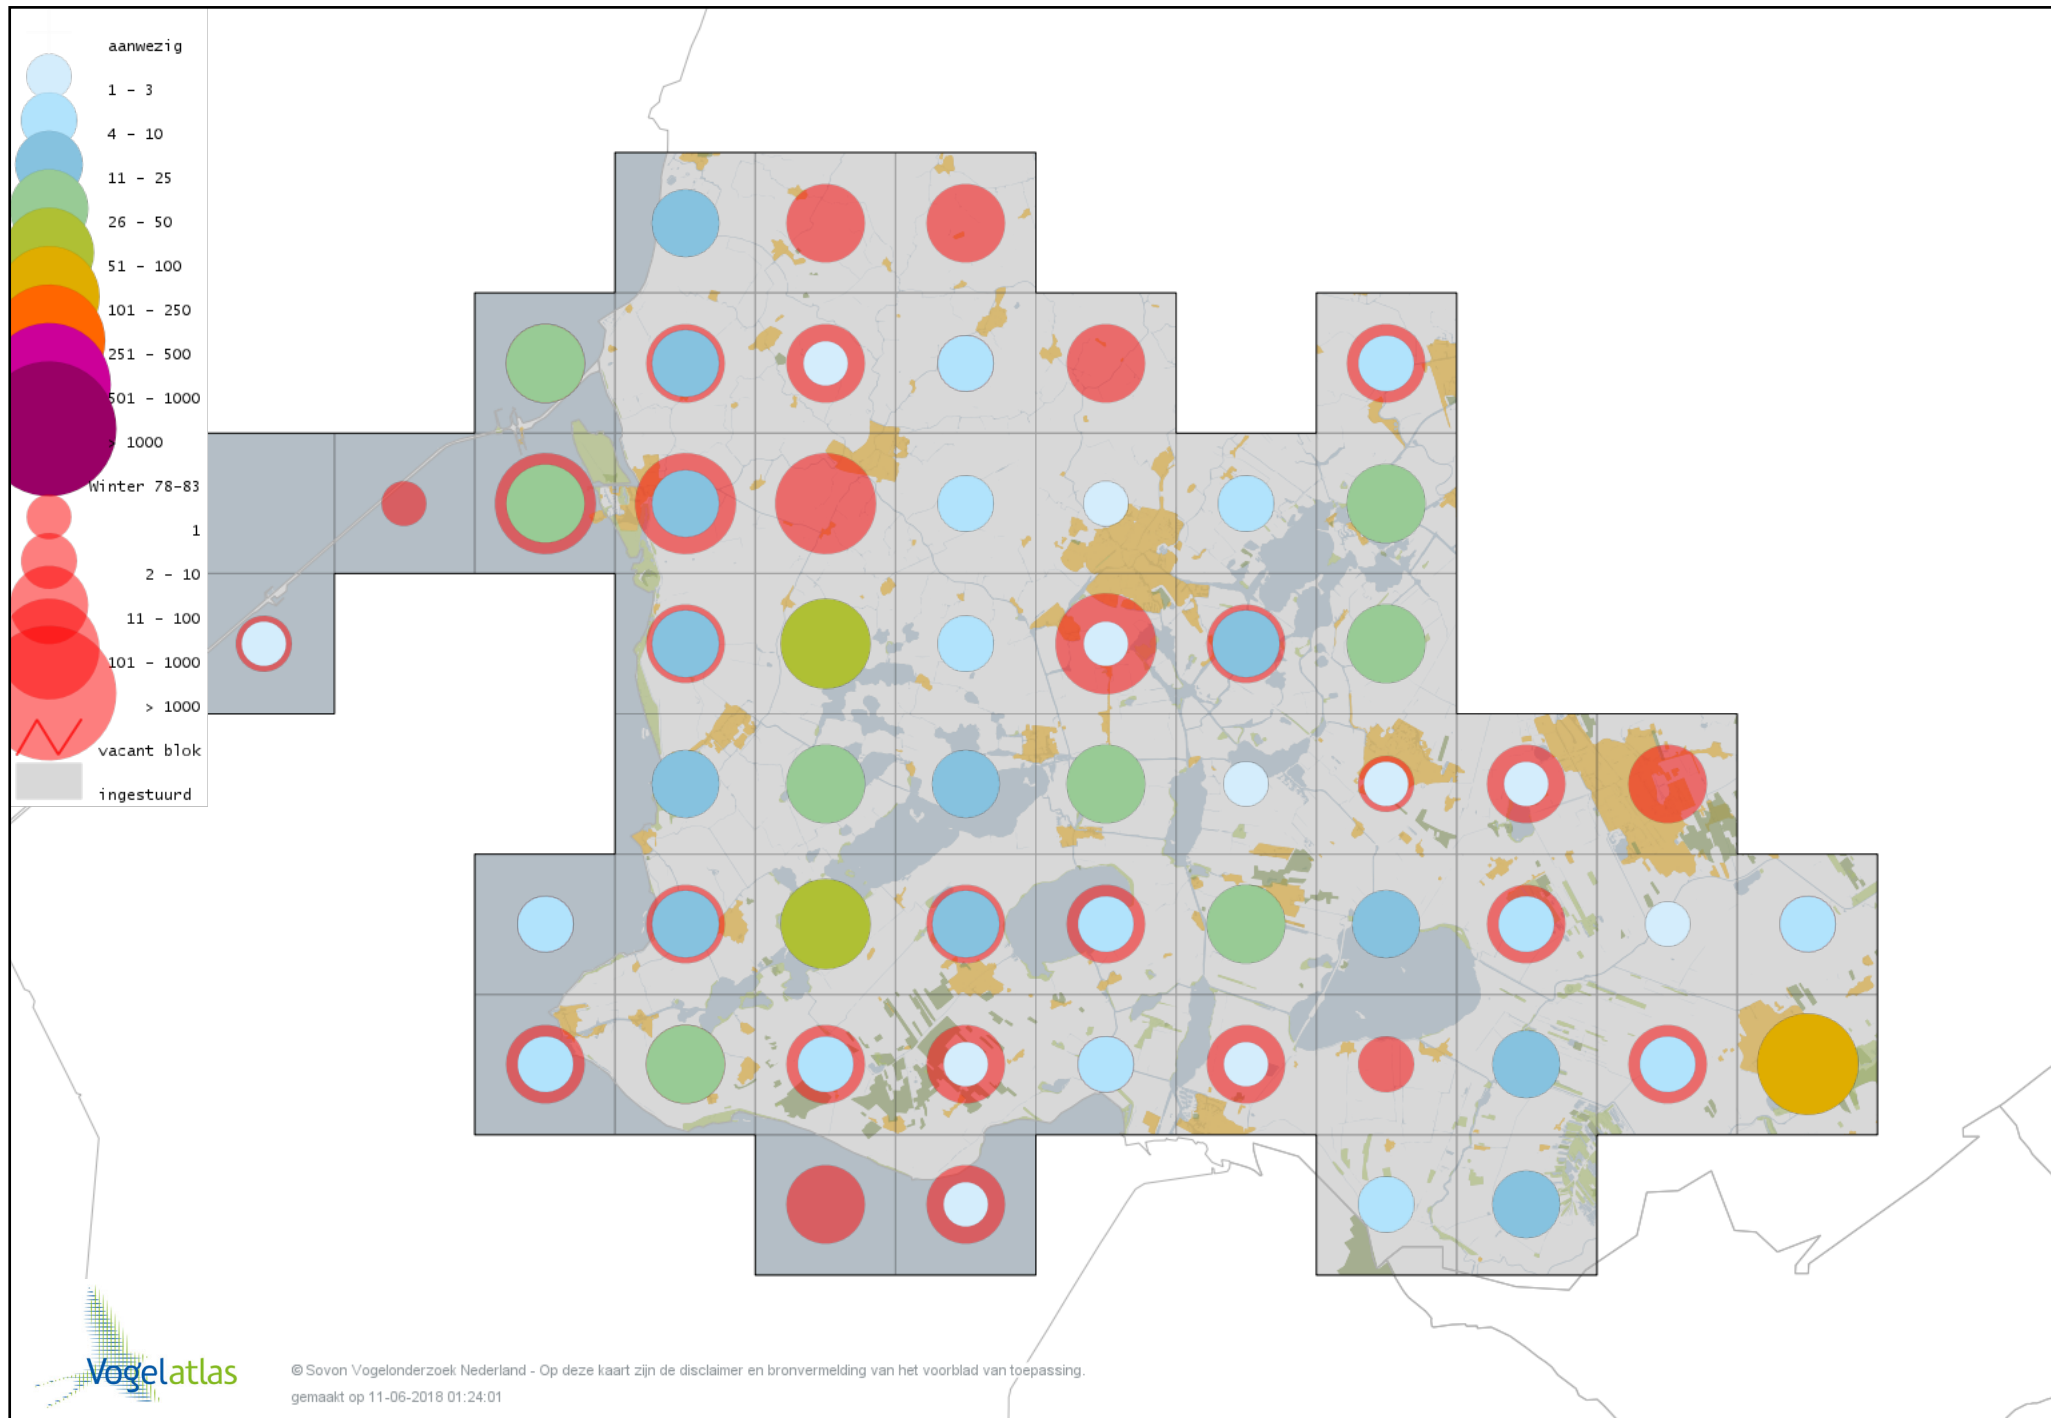 aanwezig
1 - 3
4 - 10
11 - 25
26 - 50
51 - 100
101 - 250
251 - 500
501 - 1000
> 1000
Winter 78-83
1
2 - 10
11 - 100
101 - 1000
> 1000
vacant blok
ingestuurd
Vogelatlas
© Sovon Vogelonderzoek Nederland - Op deze kaart zijn de disclaimer en bronvermelding van het voorblad van toepassing.
gemaakt op 11-06-2018 01:24:01